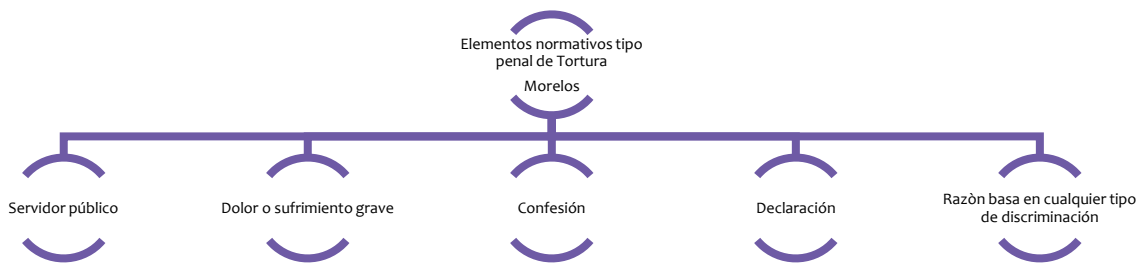 Elementos normativos tipo
penal de Tortura
Morelos
Servidor público
Dolor o sufrimiento grave
Confesión
Declaración
Razòn basa en cualquier tipo
de discriminación